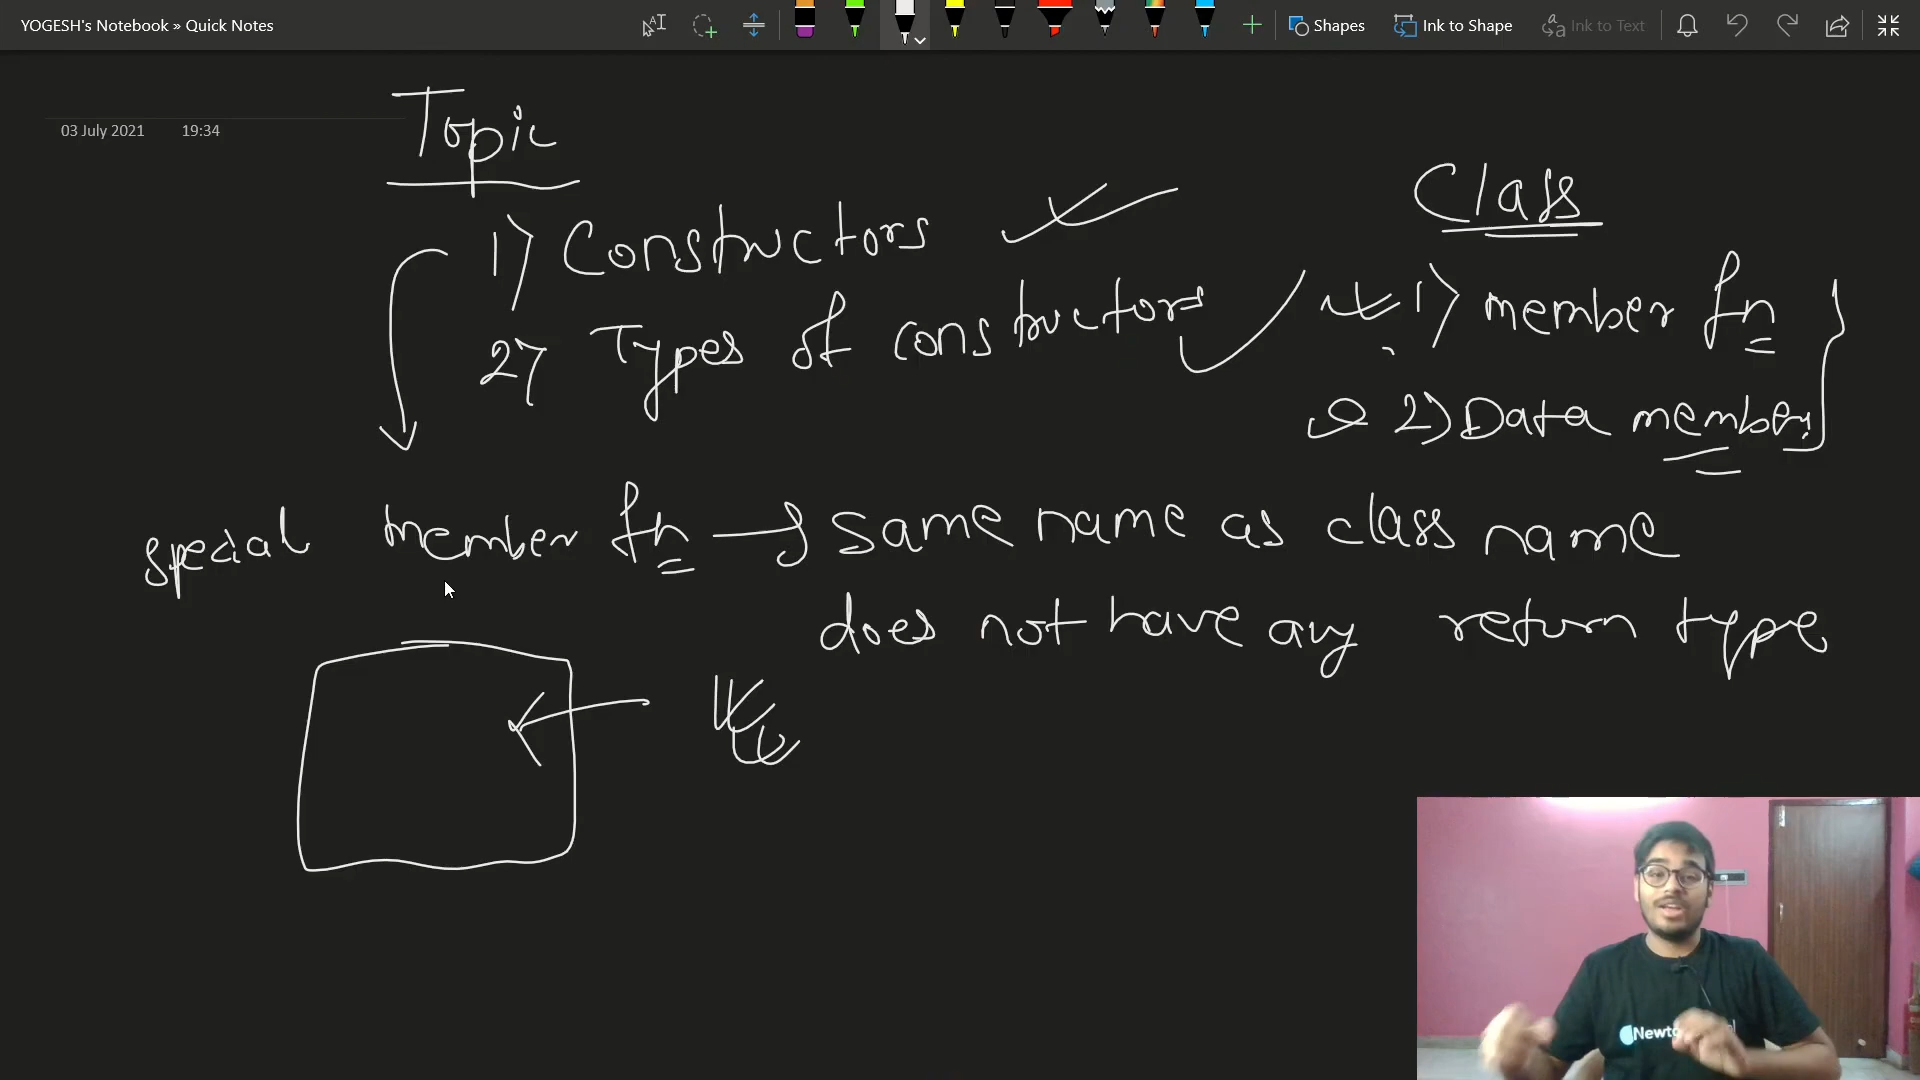 YOGESH's Notebook » Quick Notes
Shapes
Ink to Shape
Ink to Text
03 July 2021 19:34
Topic
1) Constructors
2) Types of constructors
Class
1) member fn
2) Data member
special member fn → same name as class name
does not have any return type
Newto